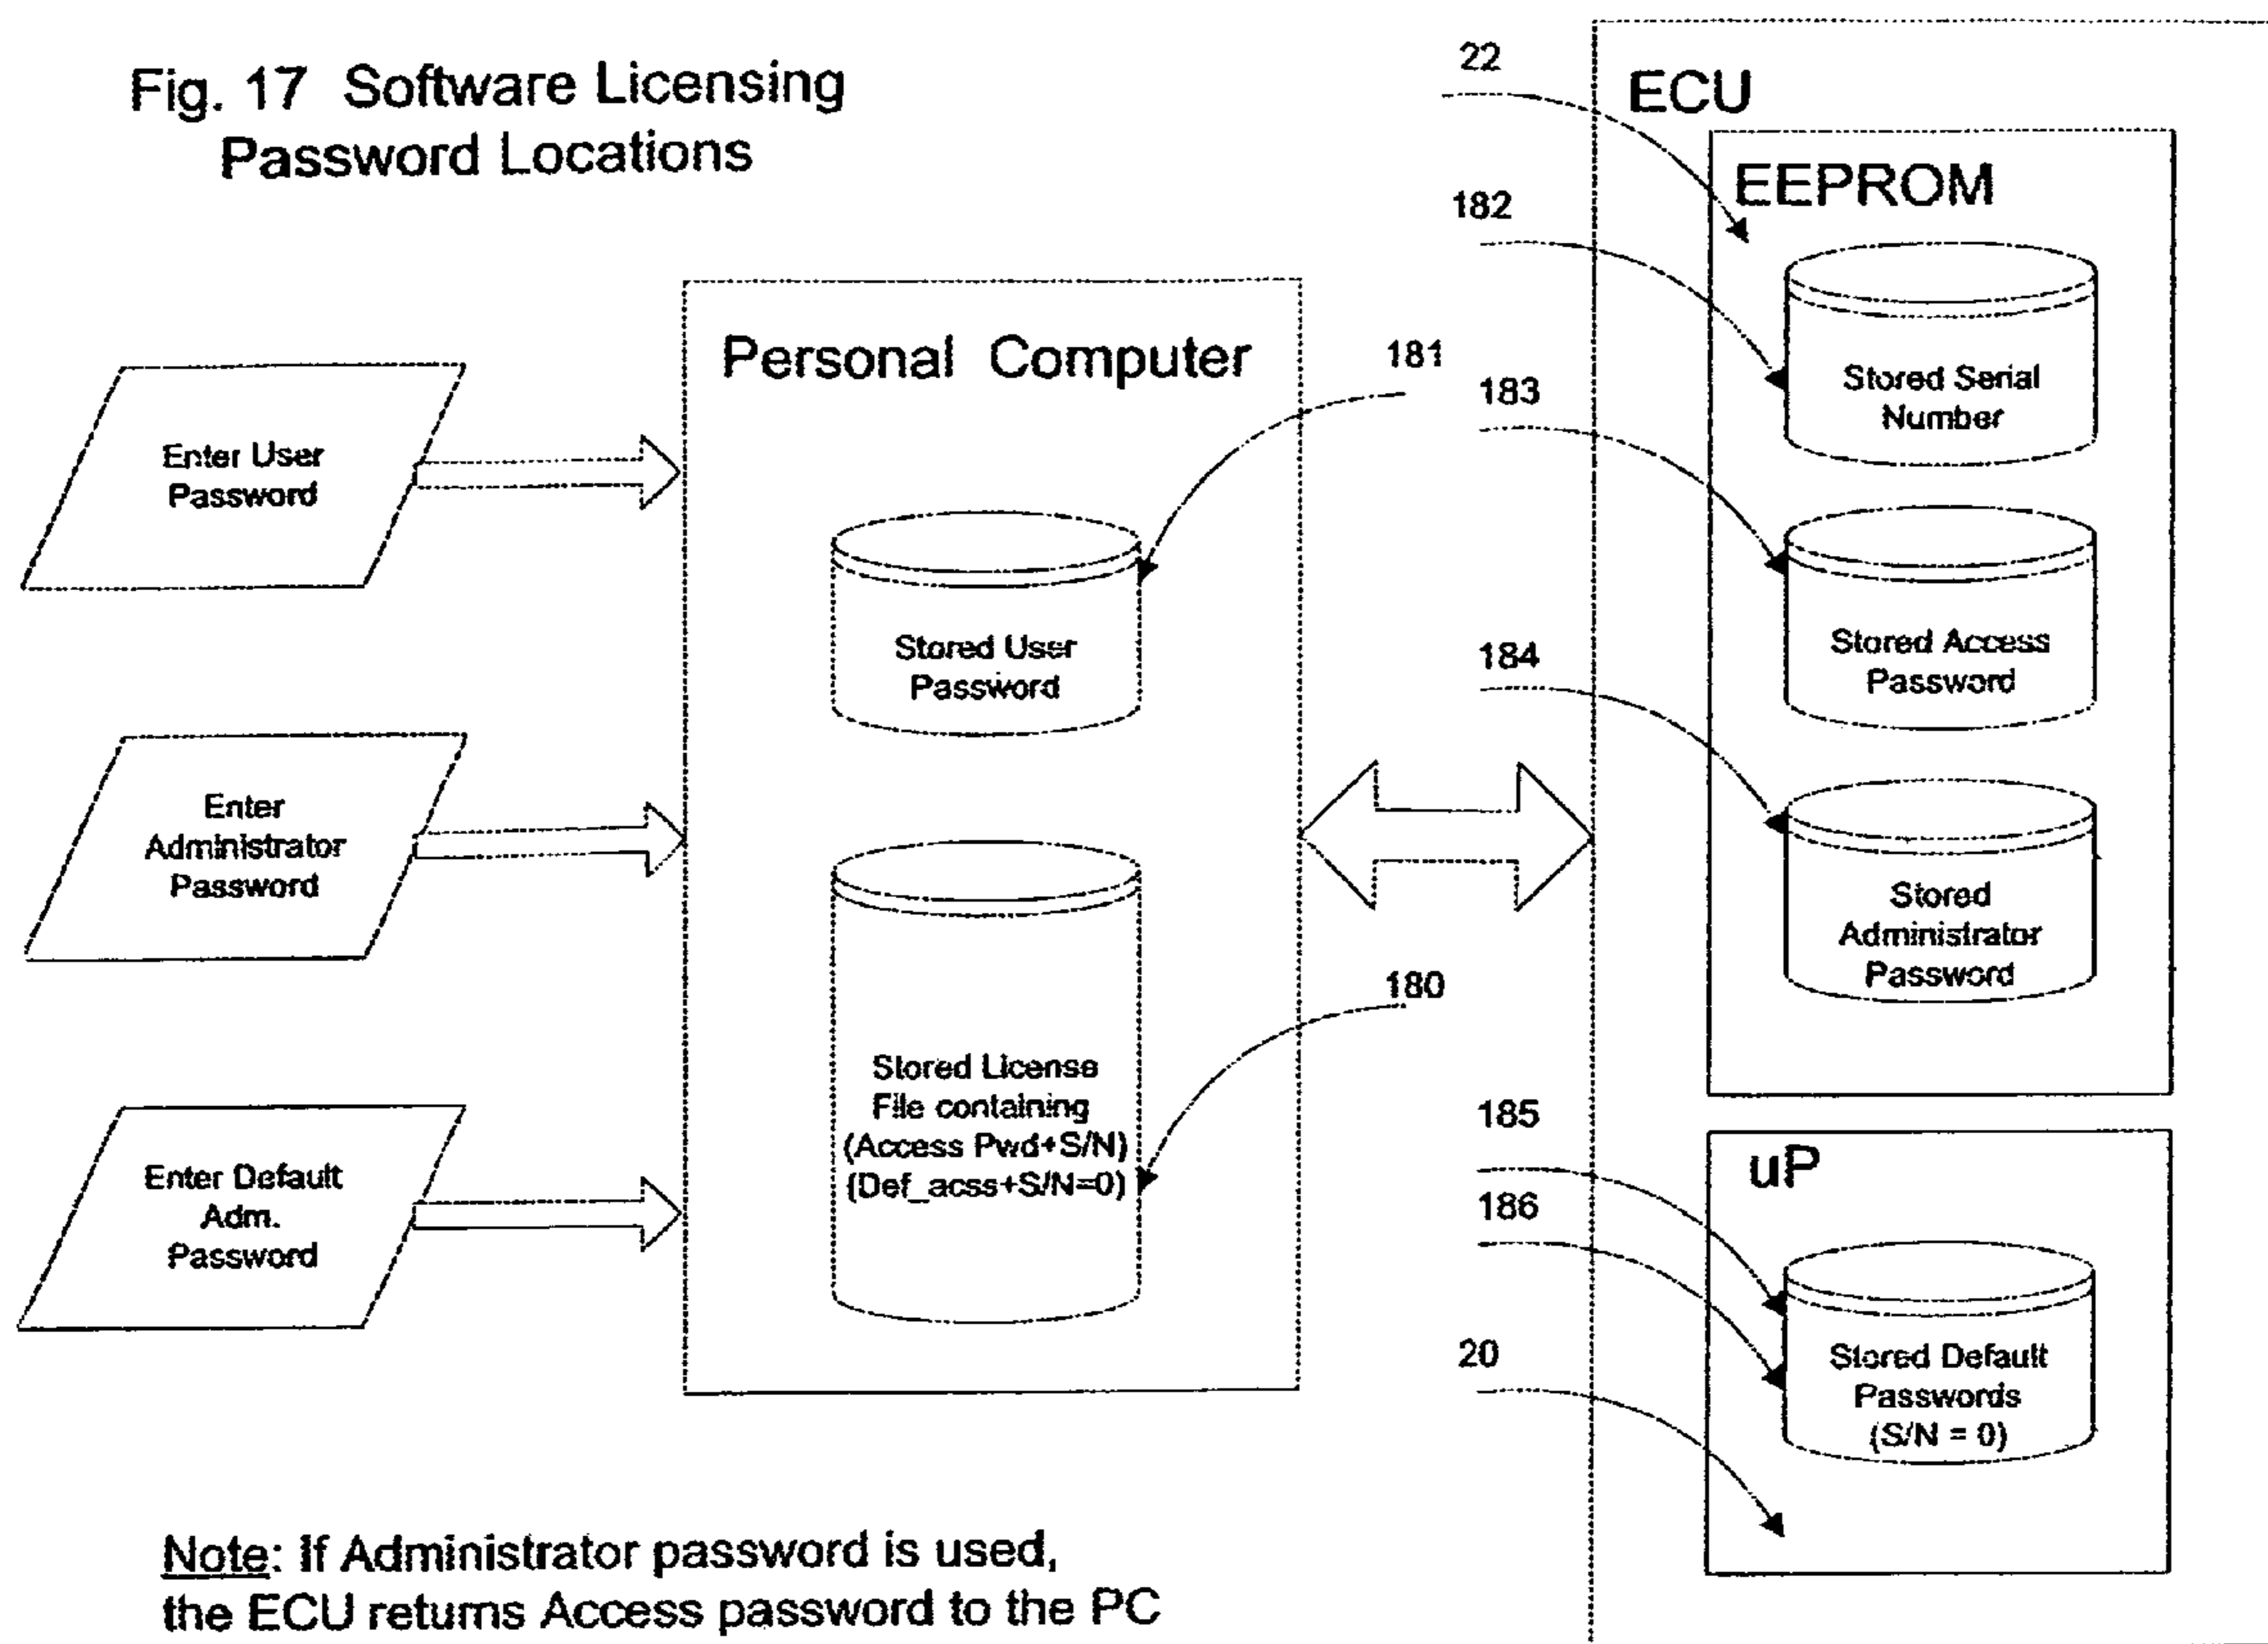 Fig. 17 Software Licensing
Password Locations
Enter User
Password
Enter
Administrator
Password
Enter Default
Adm.
Password
Personal Computer
Stored User
Password
Stored License
File containing
(Access Pwd+S/N)
(Def_acss+S/N=0)
181
180
22
182
183
184
185
186
20
ECU
EEPROM
Stored Serial
Number
Stored Access
Password
Stored
Administrator
Password
uP
Stored Default
Passwords
(S/N = 0)
Note: If Administrator password is used,
the ECU returns Access password to the PC